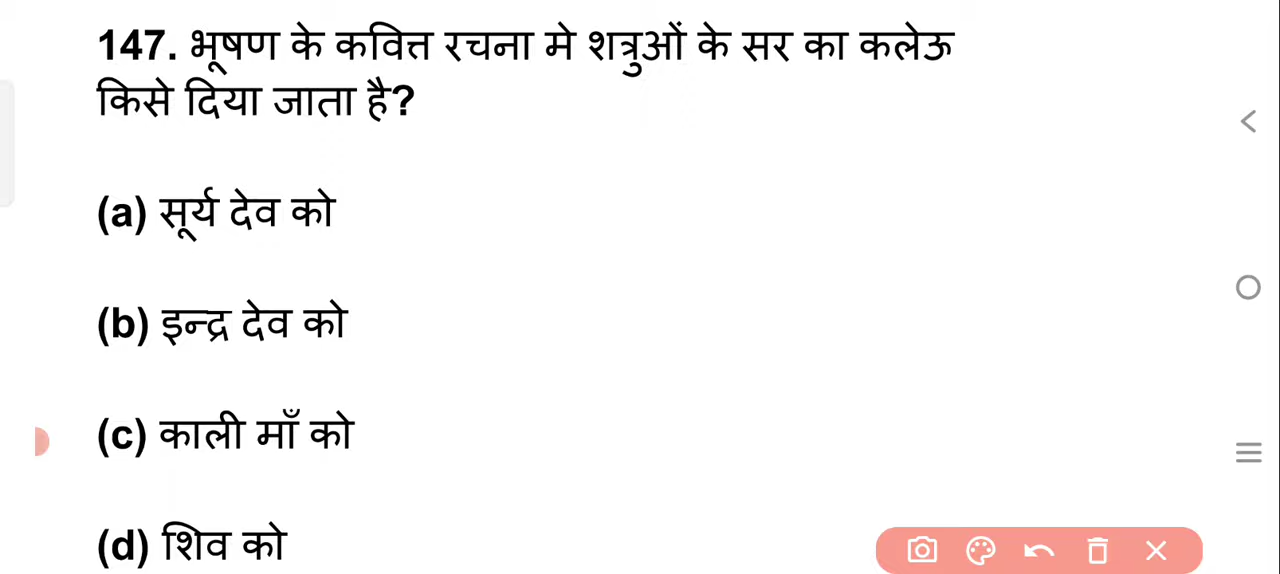 147. भूषण के कवित्त रचना मे शत्रुओं के सर का कलेऊ
किसे दिया जाता है?
(a) सूर्य देव को
(b) इन्द्र देव को
(c) काली माँ को
(d) शिव को